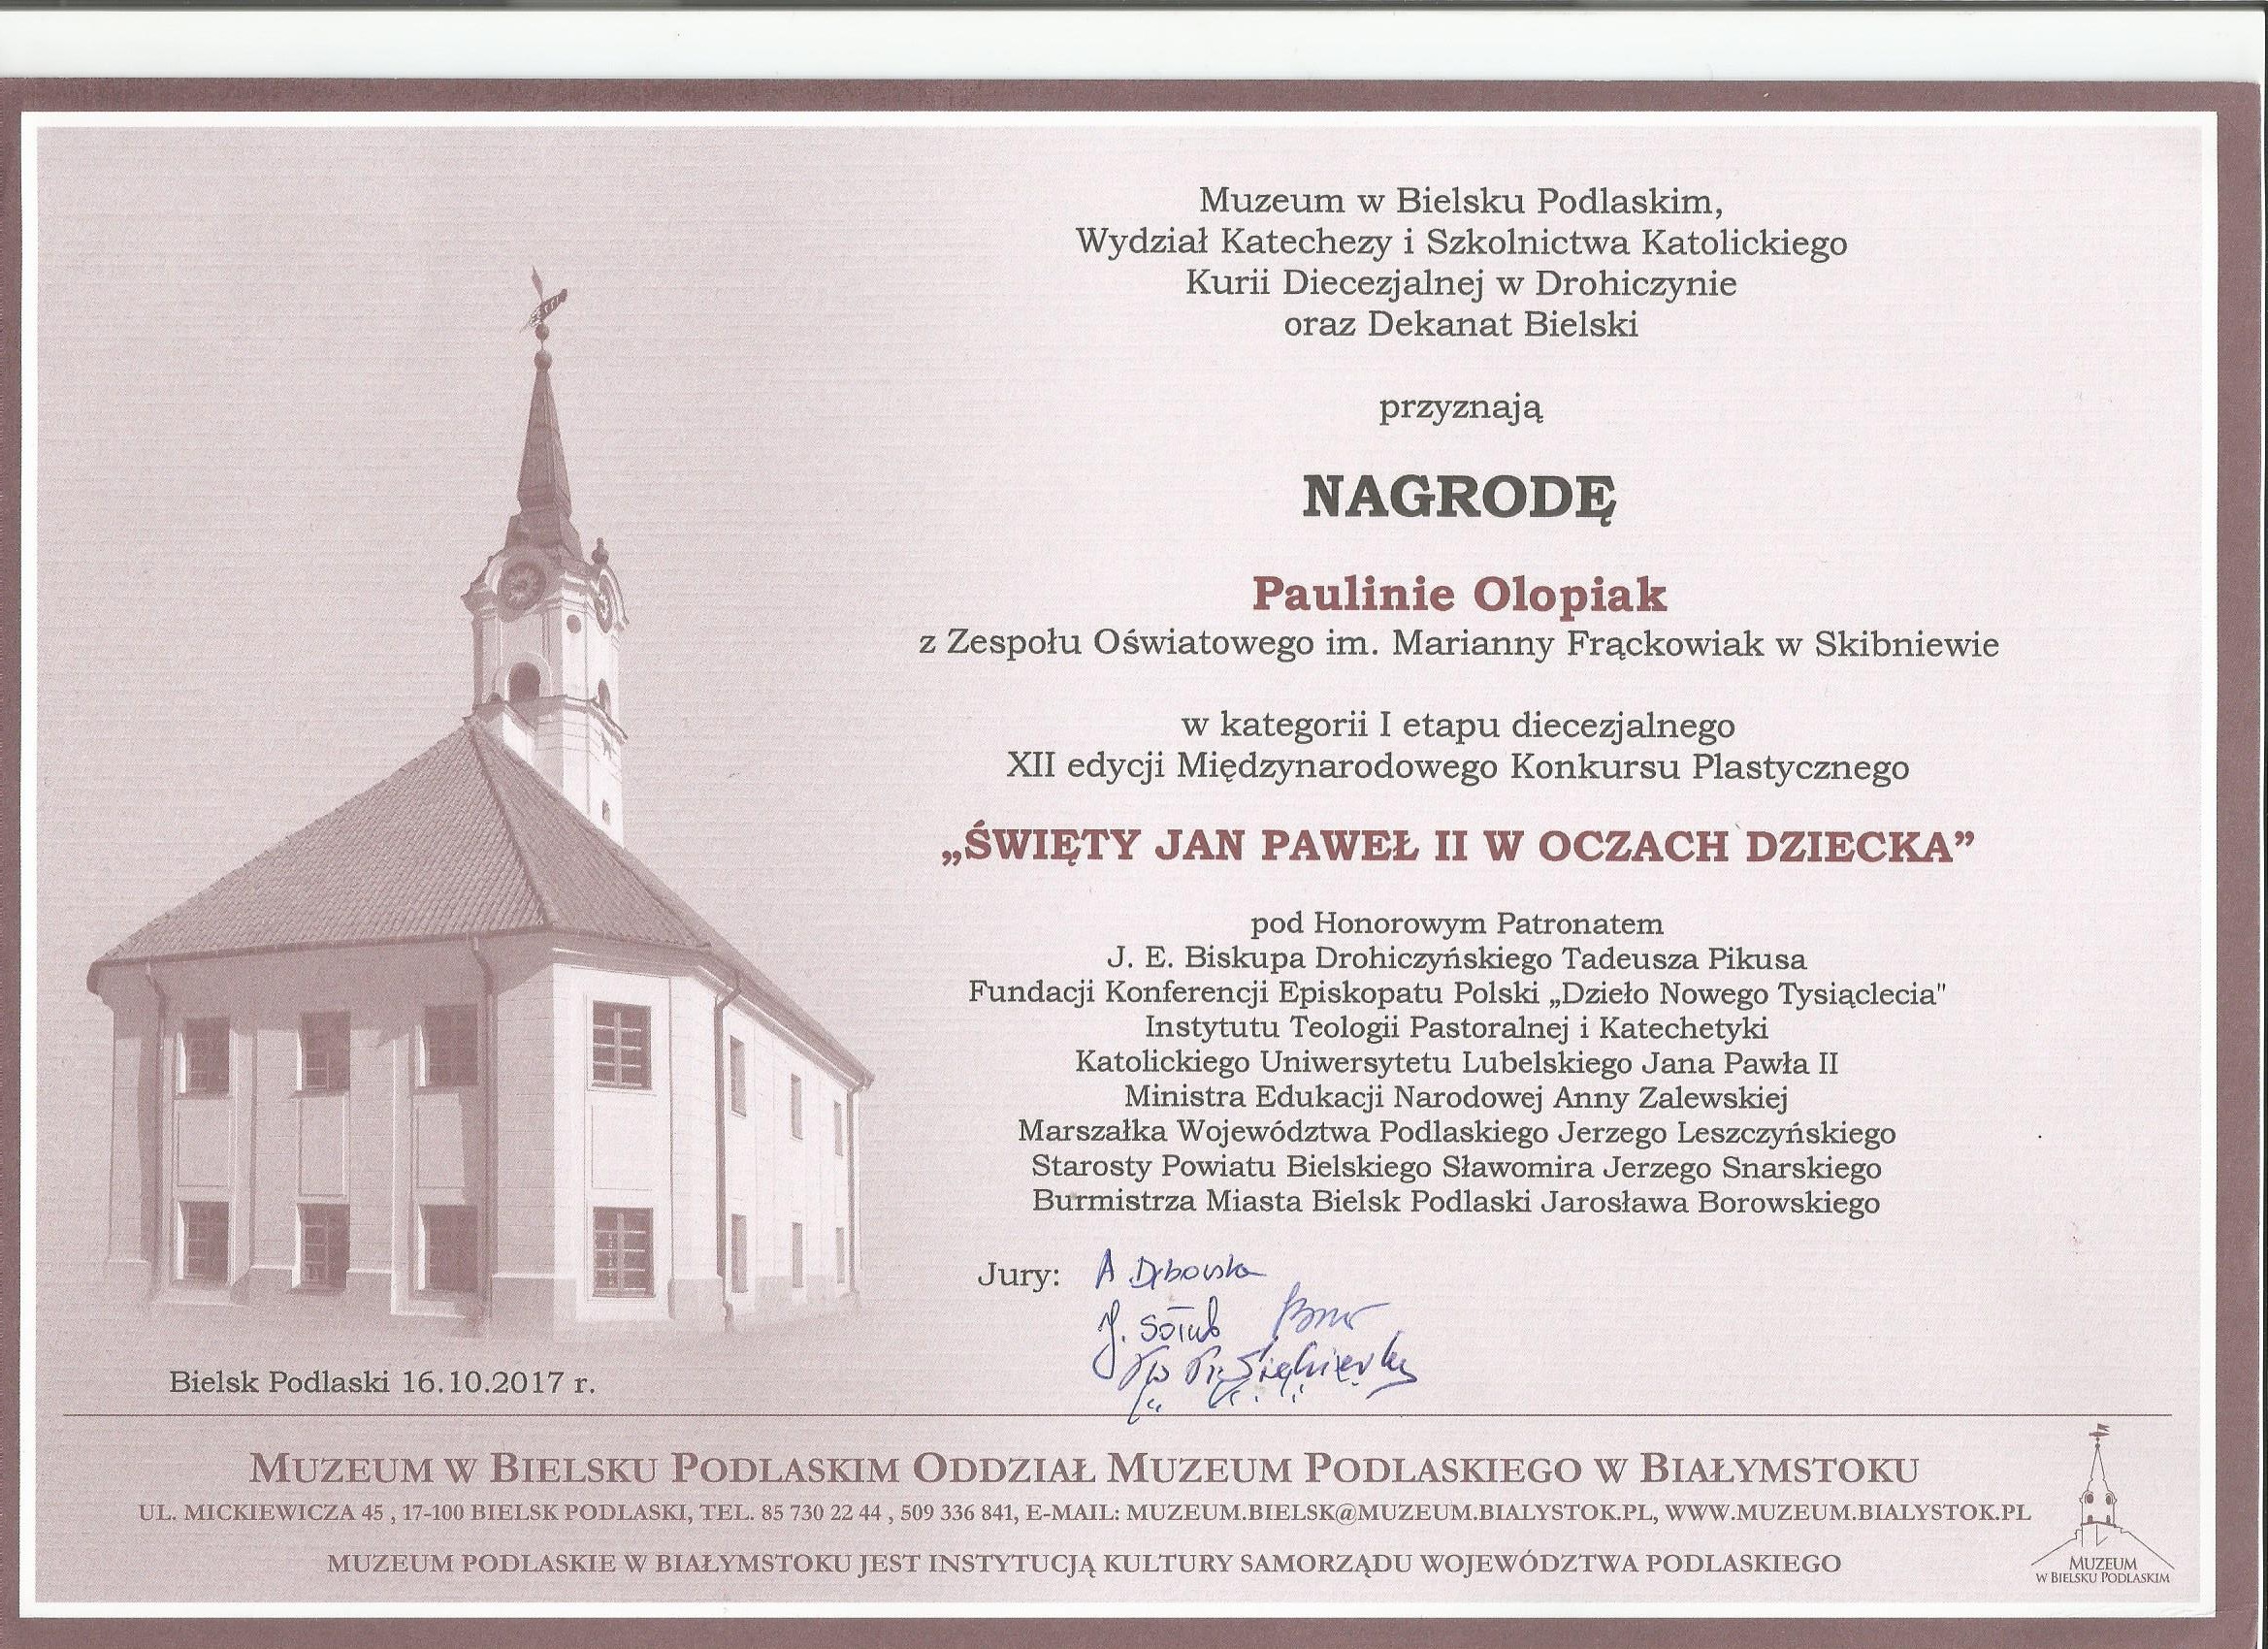 Muzeum w Bielsku Podlaskim,
Wydział Katechezy i Szkolnictwa Katolickiego
Kurii Diecezjalnej w Drohiczynie
oraz Dekanat Bielski
przyznają
NAGRODĘ
Paulinie Olopiak
z Zespołu Oświatowego im. Marianny Frąckowiak w Skibniewie
w kategorii I etapu diecezjalnego
XII edycji Międzynarodowego Konkursu Plastycznego
„ŚWIĘTY JAN PAWEŁ II W OCZACH DZIECKA”
pod Honorowym Patronatem
J. E. Biskupa Drohiczyńskiego Tadeusza Pikusa
Fundacji Konferencji Episkopatu Polski „Dzieło Nowego Tysiąclecia"
Instytutu Teologii Pastoralnej i Katechetyki
Katolickiego Uniwersytetu Lubelskiego Jana Pawła II
Ministra Edukacji Narodowej Anny Zalewskiej
Marszałka Województwa Podlaskiego Jerzego Leszczyńskiego
Starosty Powiatu Bielskiego Sławomira Jerzego Snarskiego
Burmistrza Miasta Bielsk Podlaski Jarosława Borowskiego
Jury: A Dębowska
Bielsk Podlaski 16.10.2017 r.
MUZEUM W BIELSKU PODLASKIM ODDZIAŁ MUZEUM PODLASKIEGO W BIAŁYMSTOKU
UL. MICKIEWICZA 45 , 17-100 BIELSK PODLASKI, TEL. 85 730 22 44 , 509 336 841, E-MAIL: MUZEUM.BIELSK@MUZEUM.BIALYSTOK.PL, WWW.MUZEUM.BIALYSTOK.PL
MUZEUM PODLASKIE W BIAŁYMSTOKU JEST INSTYTUCJĄ KULTURY SAMORZĄDU WOJEWÓDZTWA PODLASKIEGO
MUZEUM
W BIELSKU PODLASKIM